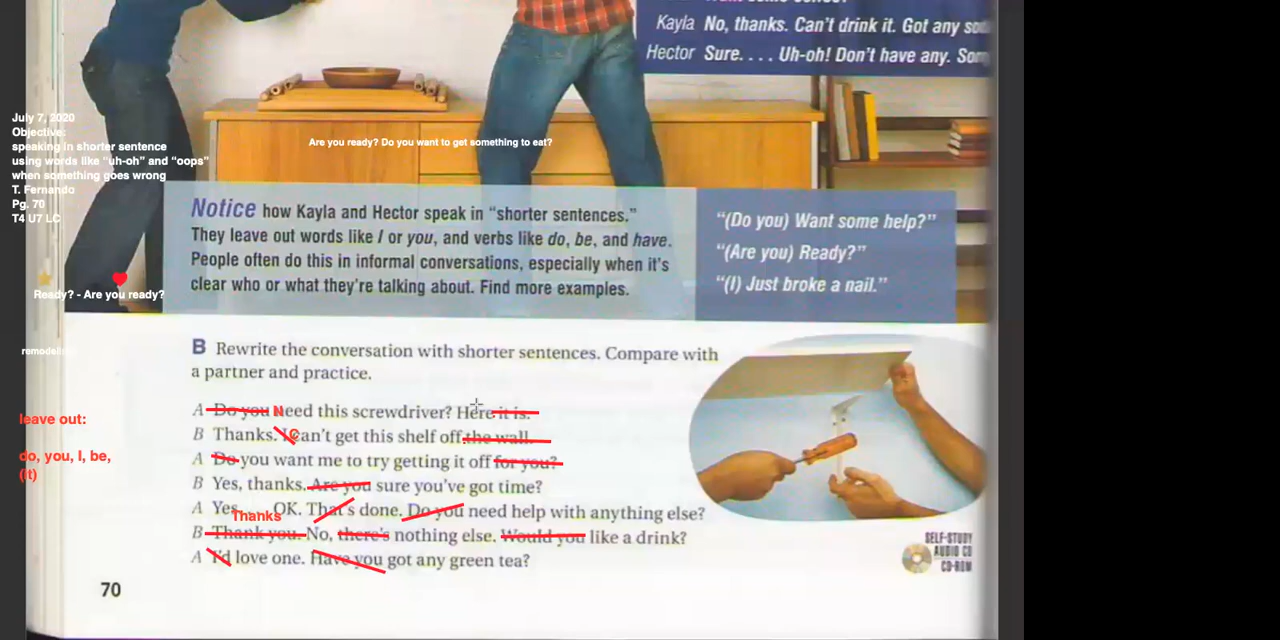 Kayla No, thanks. Can't drink it. Got any
Hector Sure. . . . Uh-oh! Don't have any.
July 7, 2020
Objective:
speaking in shorter sentence
using words like "uh-oh" and "oops"
when something goes wrong
T. Fernando
Pg. 70
T4 U7 LC
Are you ready? Do you want to get something to eat?
Ready? - Are you ready?
Notice how Kayla and Hector speak in "shorter sentences."
They leave out words like I or you, and verbs like do, be, and have.
People often do this in informal conversations, especially when it's
clear who or what they're talking about. Find more examples.
"(Do you) Want some help?"
"(Are you) Ready?"
"(I) Just broke a nail."
leave out:
do, you, I, be,
(it)
B Rewrite the conversation with shorter sentences. Compare with
a partner and practice.
A Do you N need this screwdriver? Here it is.
B Thanks. I C can't get this shelf off the wall.
A Do you want me to try getting it off for you?
B Yes, thanks. Are you sure you've got time?
A Yes. OK. That's done. Do you need help with anything else?
Thanks
B Thank you. No, there's nothing else. Would you like a drink?
A I'd love one. Have you got any green tea?
SELF-STUDY
AUDIO CD
CD-ROM
70